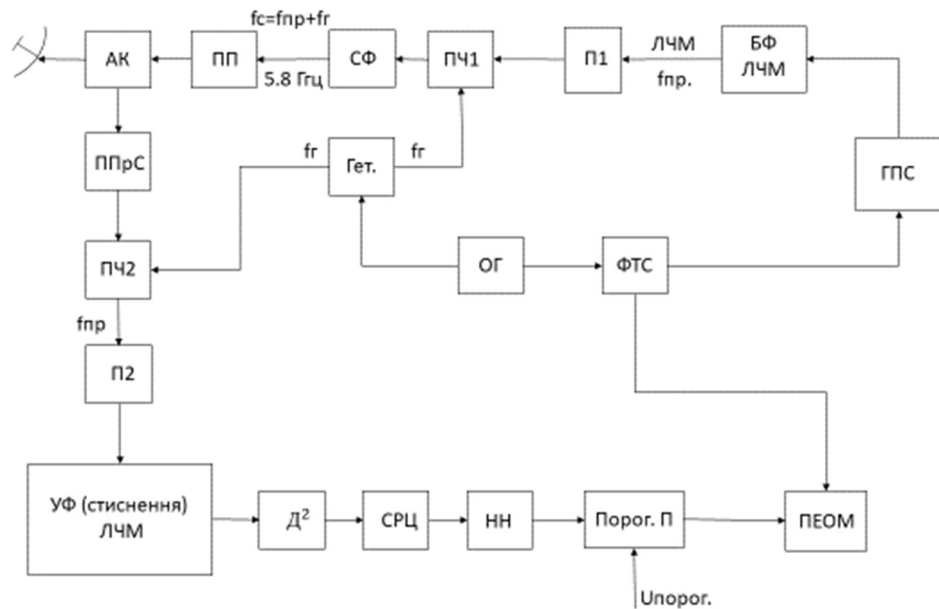 fc=fпр+fг
5.8 Ггц
АК
ПП
СФ
ПЧ1
П1
ЛЧМ
fпр.
БФ
ЛЧМ
ППрС
fг
Гет.
fг
ГПС
ПЧ2
ОГ
ФТС
fпр
П2
УФ (стиснення)
ЛЧМ
Д²
СРЦ
НН
Порог. П
ПЕОМ
Uпорог.